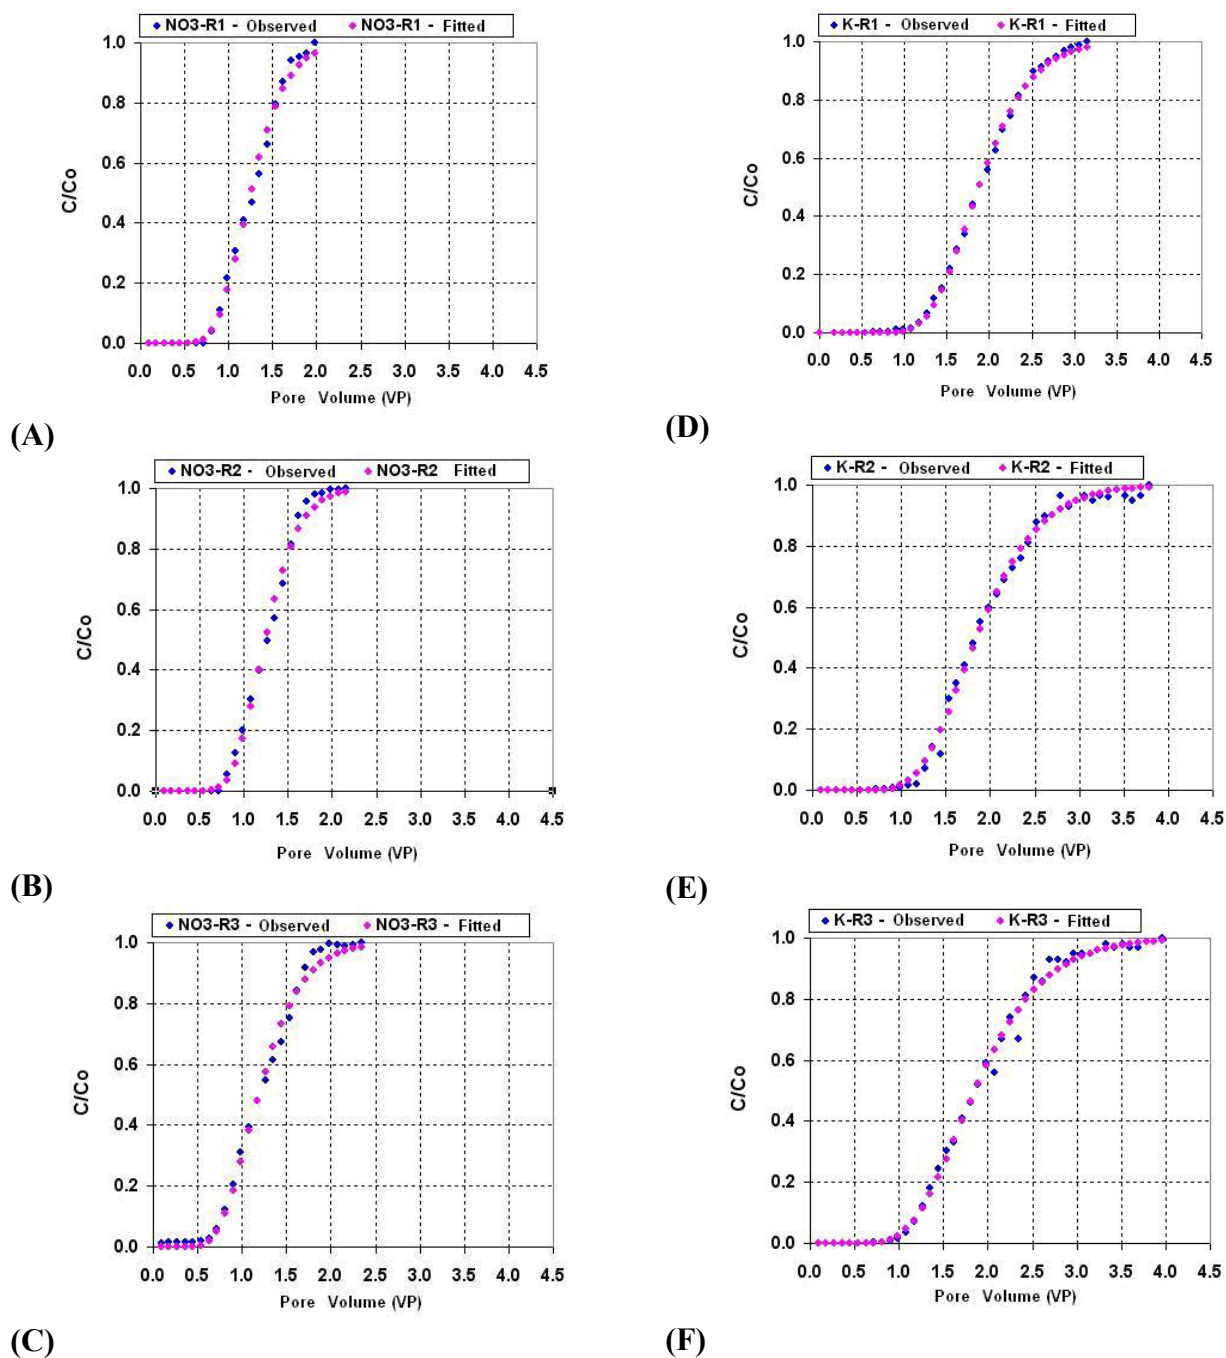 NO3-R1 - Observed NO3-R1 - Fitted
1.0
0.8
0.6
0.4
0.2
0.0
C/Co
0.0 0.5 1.0 1.5 2.0 2.5 3.0 3.5 4.0 4.5
Pore Volume (VP)
(A)
K-R1 - Observed K-R1 - Fitted
1.0
0.8
0.6
0.4
0.2
0.0
C/Co
0.0 0.5 1.0 1.5 2.0 2.5 3.0 3.5 4.0 4.5
Pore Volume (VP)
(D)
NO3-R2 - Observed NO3-R2 Fitted
1.0
0.8
0.6
0.4
0.2
0.0
C/Co
0.0 0.5 1.0 1.5 2.0 2.5 3.0 3.5 4.0 4.5
Pore Volume (VP)
(B)
K-R2 - Observed K-R2 - Fitted
1.0
0.8
0.6
0.4
0.2
0.0
C/Co
0.0 0.5 1.0 1.5 2.0 2.5 3.0 3.5 4.0 4.5
Pore Volume (VP)
(E)
NO3-R3 - Observed NO3-R3 - Fitted
1.0
0.8
0.6
0.4
0.2
0.0
C/Co
0.0 0.5 1.0 1.5 2.0 2.5 3.0 3.5 4.0 4.5
Pore Volume (VP)
(C)
K-R3 - Observed K-R3 - Fitted
1.0
0.8
0.6
0.4
0.2
0.0
C/Co
0.0 0.5 1.0 1.5 2.0 2.5 3.0 3.5 4.0 4.5
Pore Volume (VP)
(F)